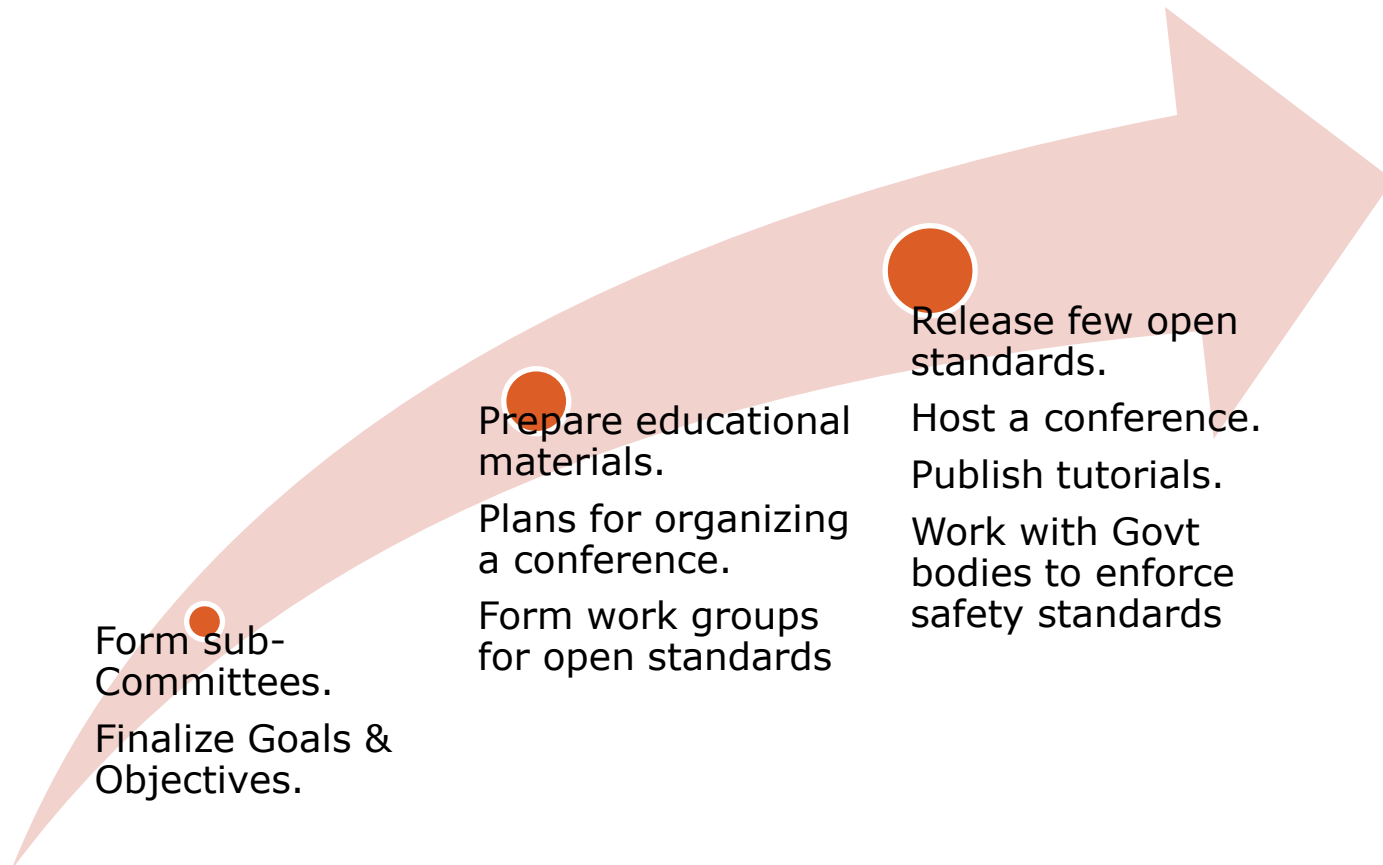 Form sub-
Committees.
Finalize Goals &
Objectives.
Prepare educational
materials.
Plans for organizing
a conference.
Form work groups
for open standards
Release few open
standards.
Host a conference.
Publish tutorials.
Work with Govt
bodies to enforce
safety standards